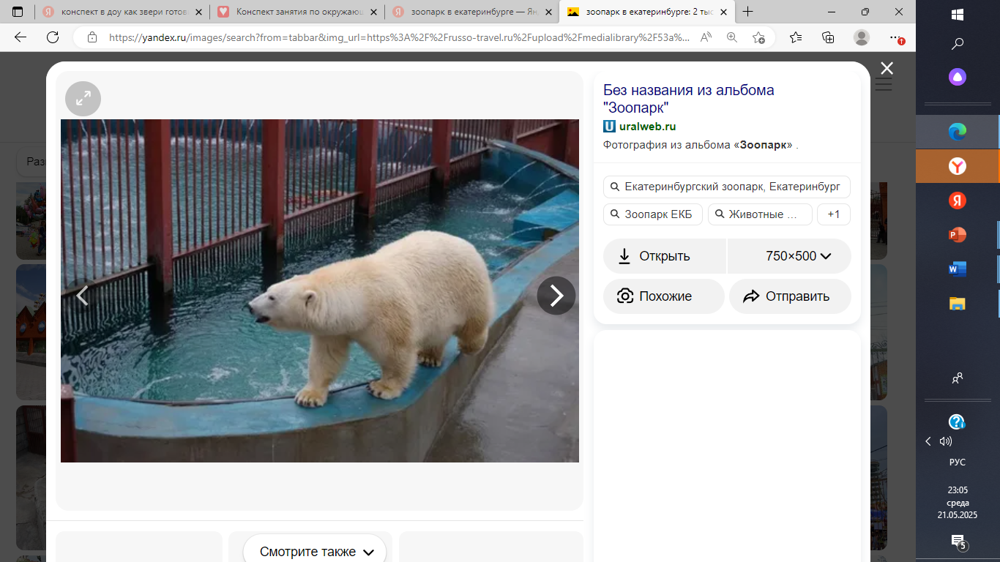 конспект в доу как звери готов
Конспект занятия по окружающ
зоопарк в екатеринбурге — Ян
зоопарк в екатеринбурге: 2 тыс
https://yandex.ru/images/search?from=tabbar&img_url=https%3A%2F%2Frusso-travel.ru%2Fupload%2Fmedialibrary%2F53a%...
Раз
Без названия из альбома
"Зоопарк"
uralweb.ru
Фотография из альбома «Зоопарк» .
Екатеринбургский зоопарк, Екатеринбург
Зоопарк ЕКБ
Животные ...
+1
Открыть
750×500
Похожие
Отправить
Смотрите также
РУС
23:05
среда
21.05.2025
5